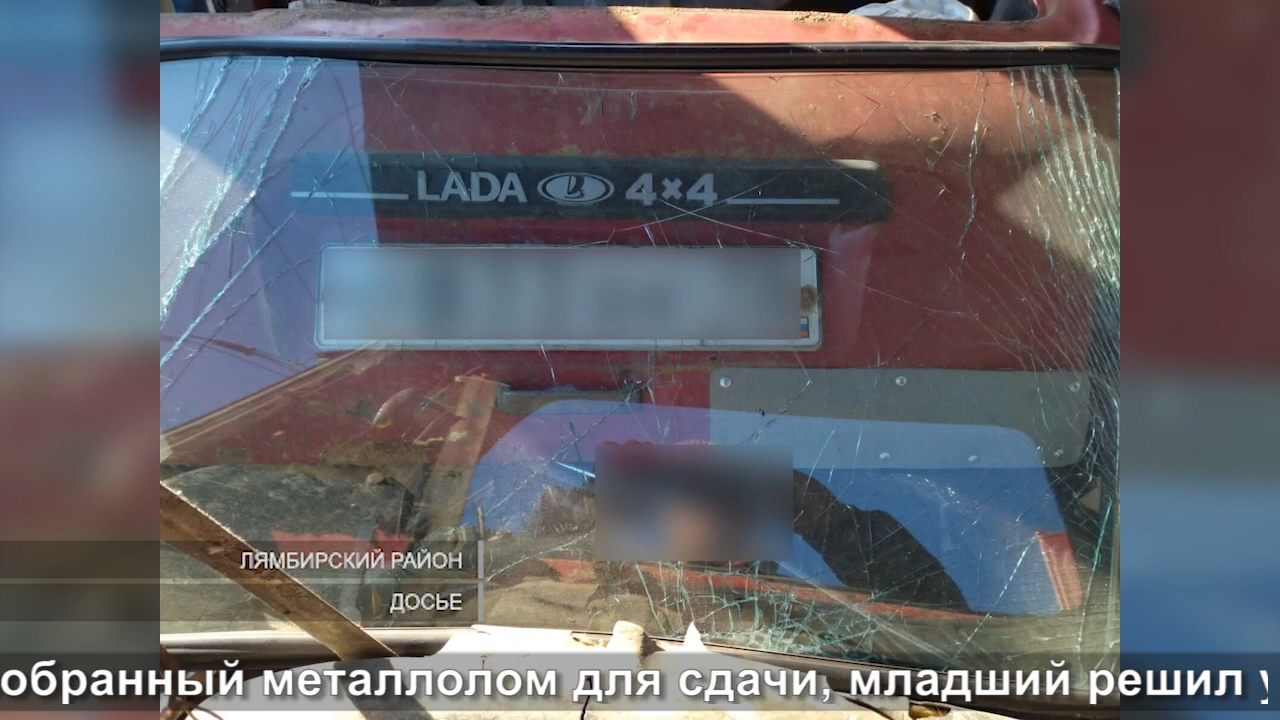 LADA 4×4
ЛЯМБИРСКИЙ РАЙОН
ДОСЬЕ
обранный металлолом для сдачи, младший решил у